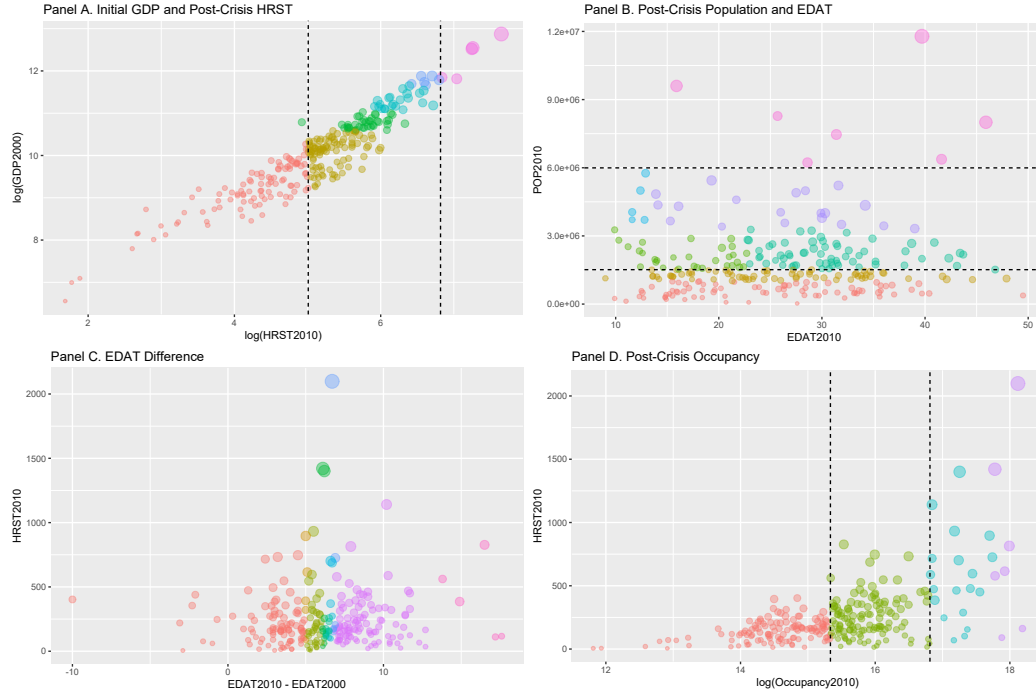 Panel A. Initial GDP and Post-Crisis HRST
log(GDP2000)
12
10
8
2
4
6
log(HRST2010)
Panel B. Post-Crisis Population and EDAT
POP2010
1.2e+07
9.0e+06
6.0e+06
3.0e+06
0.0e+00
10
20
30
40
50
EDAT2010
Panel C. EDAT Difference
HRST2010
2000
1500
1000
500
0
-10
0
10
EDAT2010 - EDAT2000
Panel D. Post-Crisis Occupancy
HRST2010
2000
1500
1000
500
0
12
14
16
18
log(Occupancy2010)